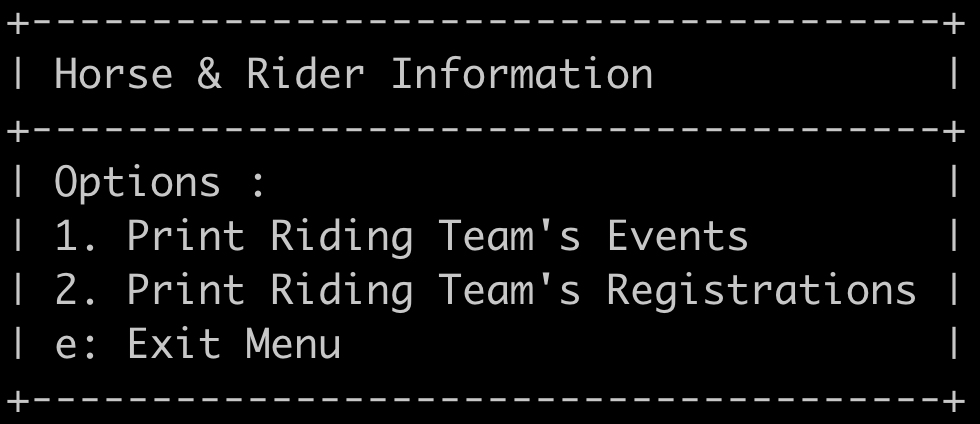 +--------------------------------------+
| Horse & Rider Information            |
+--------------------------------------+
| Options :                            |
| 1. Print Riding Team's Events        |
| 2. Print Riding Team's Registrations |
| e: Exit Menu                         |
+--------------------------------------+